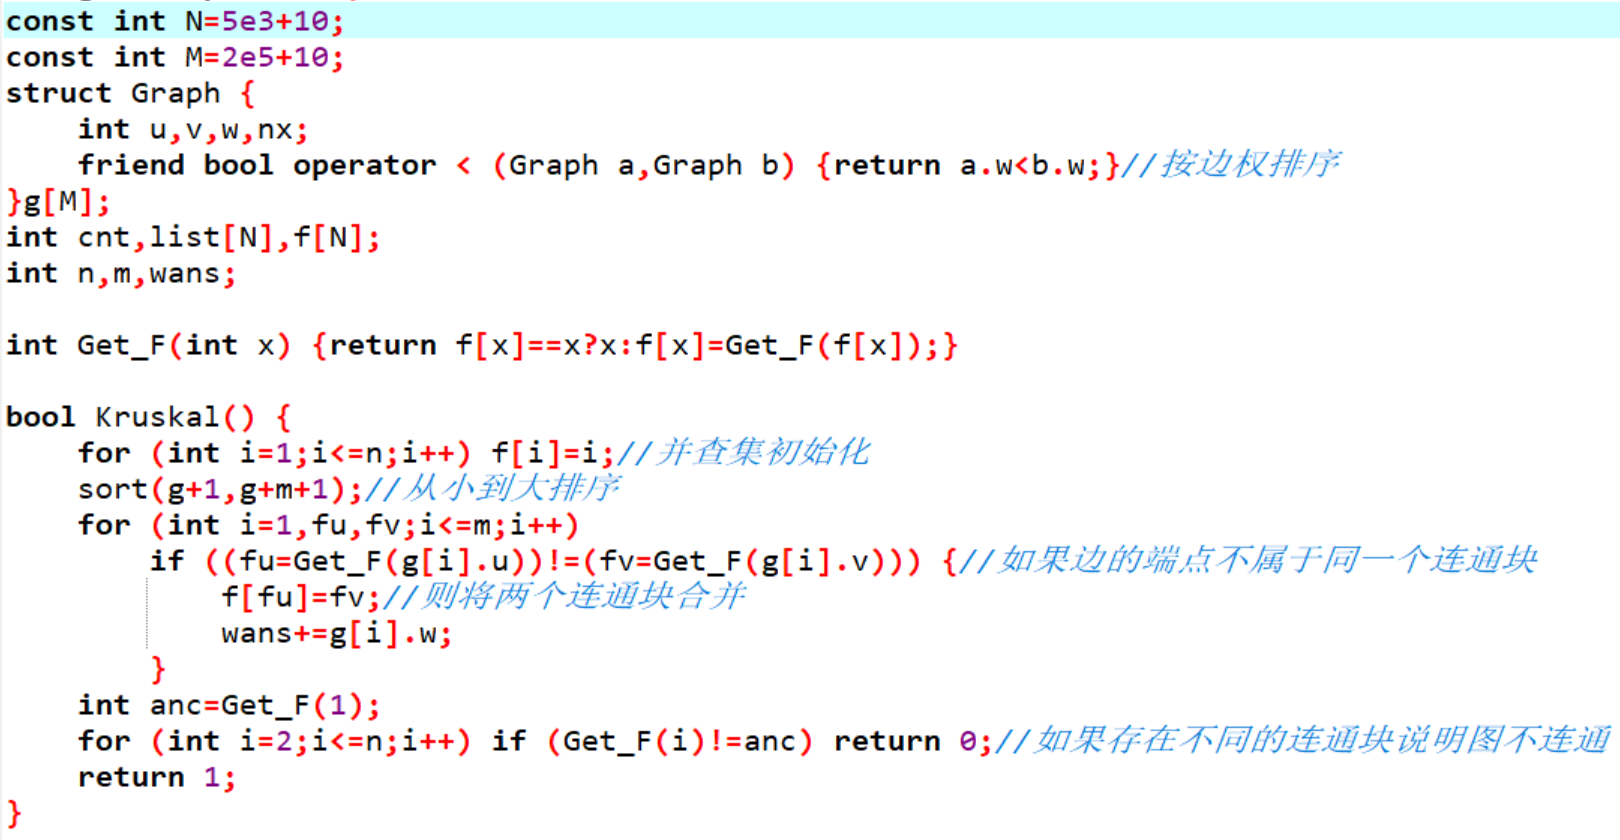 const int N=5e3+10;
const int M=2e5+10;
struct Graph {
    int u,v,w,nx;
    friend bool operator < (Graph a,Graph b) {return a.w<b.w;}//按边权排序
}g[M];
int cnt,list[N],f[N];
int n,m,wans;
int Get_F(int x) {return f[x]==x?x:f[x]=Get_F(f[x]);}
bool Kruskal() {
    for (int i=1;i<=n;i++) f[i]=i;//并查集初始化
    sort(g+1,g+m+1);//从小到大排序
    for (int i=1,fu,fv;i<=m;i++)
        if ((fu=Get_F(g[i].u))!=(fv=Get_F(g[i].v))) {//如果边的端点不属于同一个连通块
            f[fu]=fv;//则将两个连通块合并
            wans+=g[i].w;
        }
    int anc=Get_F(1);
    for (int i=2;i<=n;i++) if (Get_F(i)!=anc) return 0;//如果存在不同的连通块说明图不连通
    return 1;
}